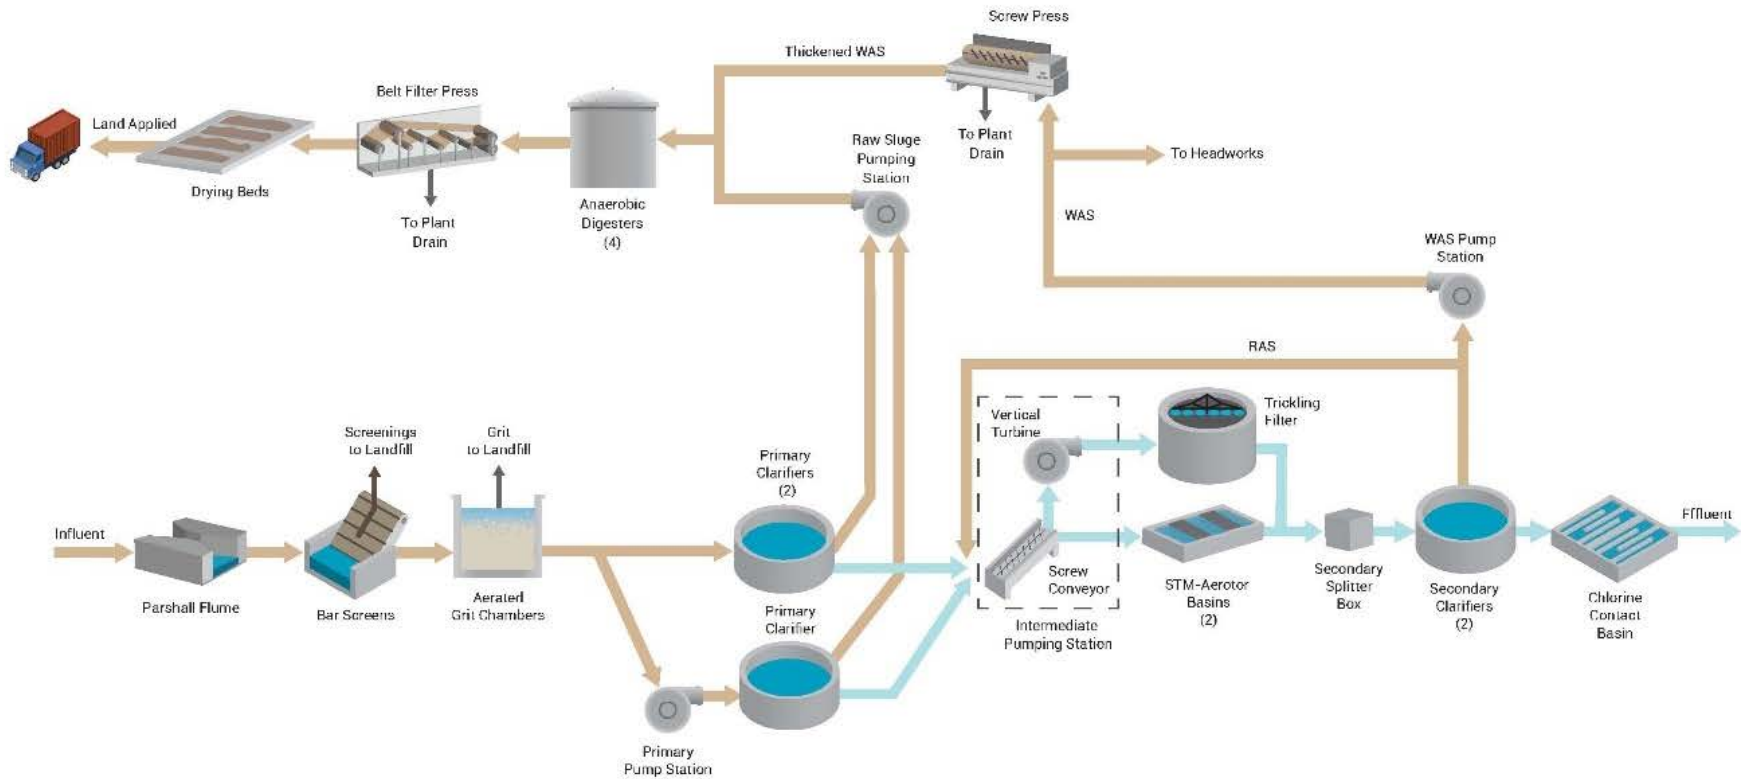 Screw Press
Thickened WAS
Belt Filter Press
Land Applied
To Plant
Drain
Raw Sluge
Pumping
Station
To Headworks
Drying Beds
Anaerobic
Digesters
(4)
To Plant
Drain
WAS
WAS Pump
Station
RAS
Vertical
Turbine
Trickling
Filter
Screenings
to Landfill
Grit
to Landfill
Primary
Clarifiers
(2)
Influent
Effluent
Parshall Flume
Bar Screens
Aerated
Grit Chambers
Primary
Clarifier
Screw
Conveyor
Intermediate
Pumping Station
STM-Aerotor
Basins
(2)
Secondary
Splitter
Box
Secondary
Clarifiers
(2)
Chlorine
Contact
Basin
Primary
Pump Station